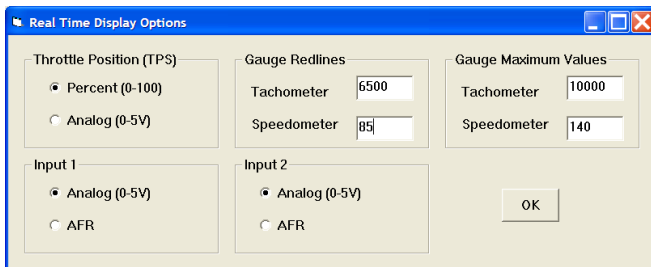 Real Time Display Options
Throttle Position (TPS)
Percent (0-100)
Analog (0-5V)
Gauge Redlines
Tachometer 6500
Speedometer 85
Gauge Maximum Values
Tachometer 10000
Speedometer 140
Input 1
Analog (0-5V)
AFR
Input 2
Analog (0-5V)
AFR
OK